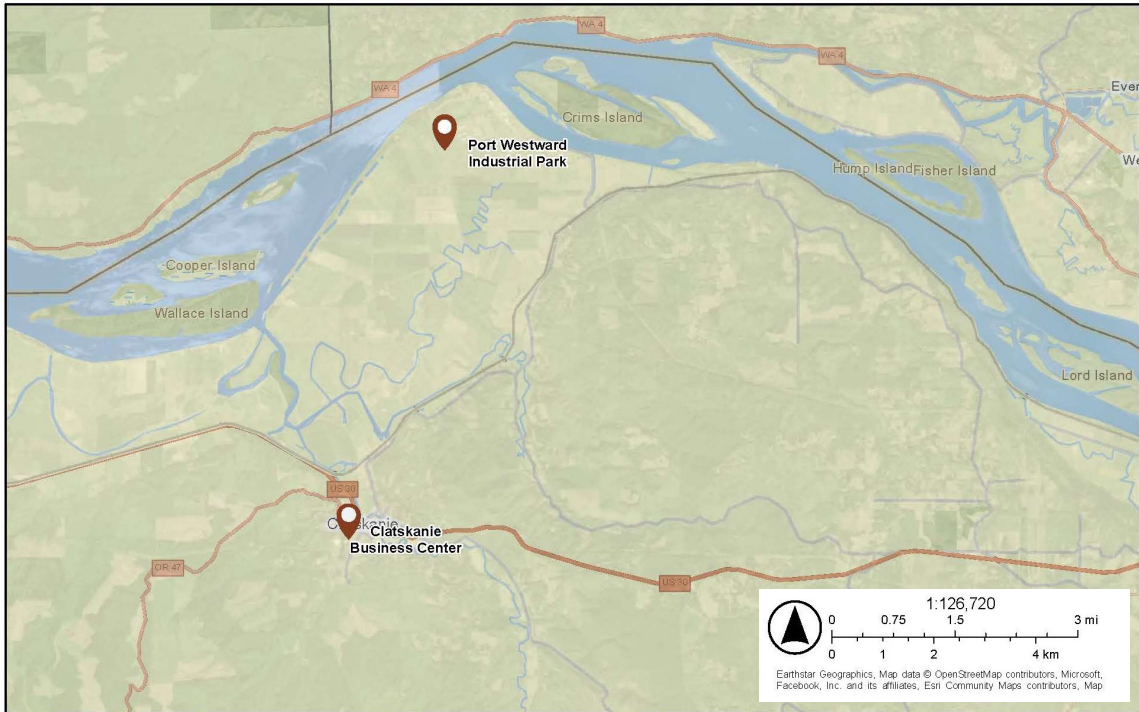 WA 4
WA 4
WA 4
Ever
Crims Island
Port Westward
Industrial Park
We
Hump Island
Fisher Island
Cooper Island
Wallace Island
Lord Island
US 30
Clatskanie
Business Center
OR 47
US 30
1:126,720
0 0.75 1.5 3 mi
0 1 2 4 km
Earthstar Geographics, Map data © OpenStreetMap contributors, Microsoft,
Facebook, Inc. and its affiliates, Esri Community Maps contributors, Map